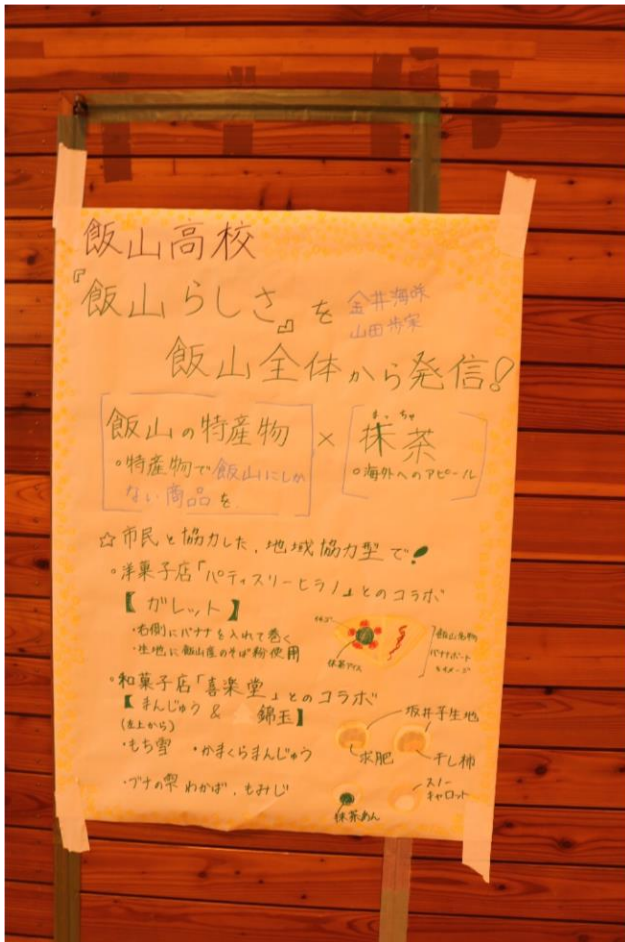 飯山高校
『飯山らしさ』を
金井海咲
山田歩実
飯山全体から発信!
飯山の特産物
。特産物で飯山にしか
ない商品を
×
まっちゃ
抹茶
。海外へのアピール
☆市民と協力した、地域協力型で!
。洋菓子店「パティスリーヒラノ」とのコラボ
【ガレット】
・右側にバナナを入れて巻く
・生地に飯山産のそば粉使用
抹茶アイス
飯山名物
バナナボート
をイメージ
。和菓子店「喜楽堂」とのコラボ
【まんじゅう & 錦玉】
(左上から)
・もち雪 ・かまくらまんじゅう
・ブナの雫 わかば、もみじ
坂井芋生地
求肥
干し柿
スノー
キャロット
抹茶あん